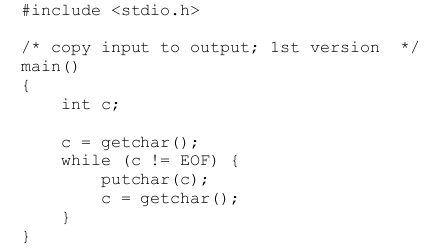 #include <stdio.h>

/* copy input to output; 1st version  */
main()
{
    int c;

    c = getchar();
    while (c != EOF) {
        putchar(c);
        c = getchar();
    }
}